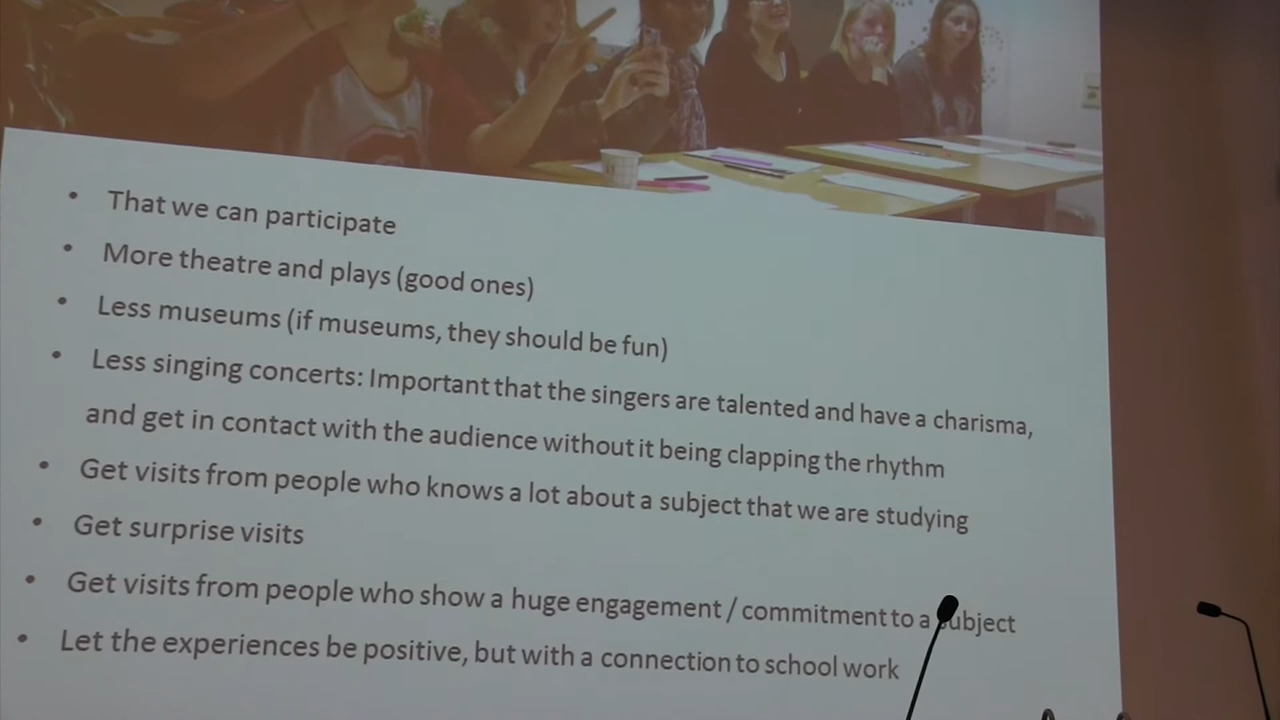 • That we can participate
• More theatre and plays (good ones)
• Less museums (if museums, they should be fun)
• Less singing concerts: Important that the singers are talented and have a charisma,
and get in contact with the audience without it being clapping the rhythm
• Get visits from people who knows a lot about a subject that we are studying
• Get surprise visits
• Get visits from people who show a huge engagement / commitment to a subject
• Let the experiences be positive, but with a connection to school work